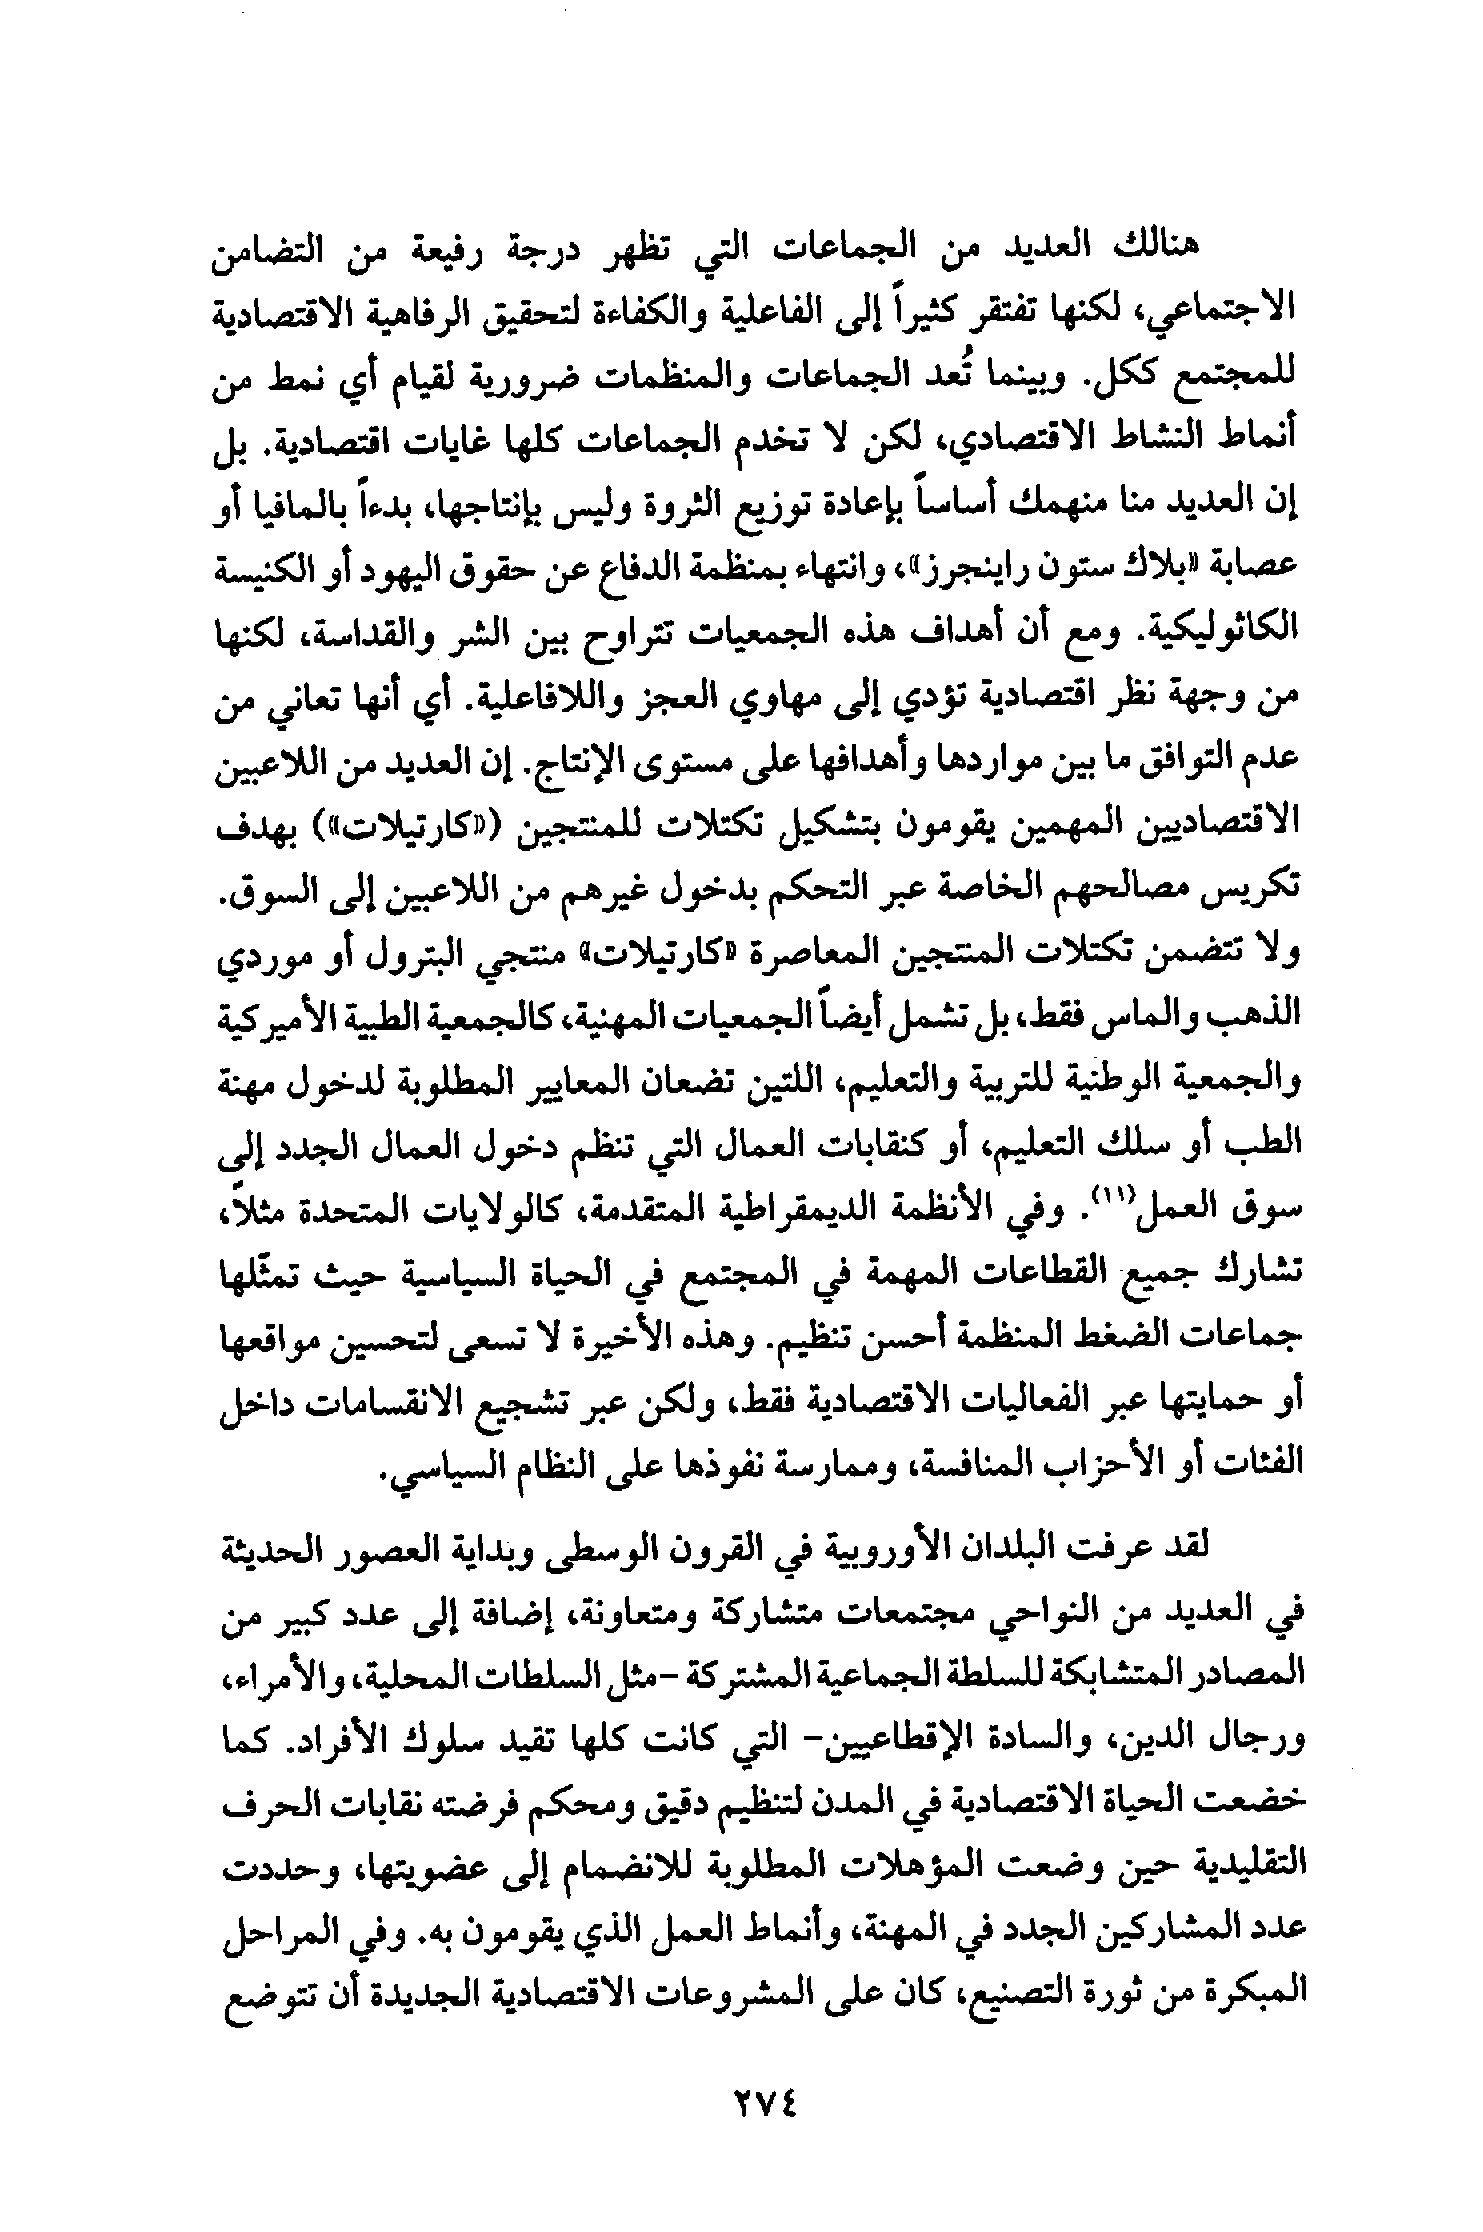 هنالك العديد من الجماعات التي تظهر درجة رفيعة من التضامن
الاجتماعي، لكنها تفتقر كثيراً إلى الفاعلية والكفاءة لتحقيق الرفاهية الاقتصادية
للمجتمع ككل. وبينما تُعد الجماعات والمنظمات ضرورية لقيام أي نمط من
أنماط النشاط الاقتصادي، لكن لا تخدم الجماعات كلها غايات اقتصادية. بل
إن العديد منا منهمك أساساً بإعادة توزيع الثروة وليس بإنتاجها، بدءاً بالمافيا أو
عصابة «بلاك ستون راينجرز»، وانتهاء بمنظمة الدفاع عن حقوق اليهود أو الكنيسة
الكاثوليكية. ومع أن أهداف هذه الجمعيات تتراوح بين الشر والقداسة، لكنها
من وجهة نظر اقتصادية تؤدي إلى مهاوي العجز واللافاعلية. أي أنها تعاني من
عدم التوافق ما بين مواردها وأهدافها على مستوى الإنتاج. إن العديد من اللاعبين
الاقتصاديين المهمين يقومون بتشكيل تكتلات للمنتجين («كارتيلات») بهدف
تكريس مصالحهم الخاصة عبر التحكم بدخول غيرهم من اللاعبين إلى السوق.
ولا تتضمن تكتلات المنتجين المعاصرة «كارتيلات» منتجي البترول أو موردي
الذهب والماس فقط، بل تشمل أيضاً الجمعيات المهنية، كالجمعية الطبية الأميركية
والجمعية الوطنية للتربية والتعليم، اللتين تضعان المعايير المطلوبة لدخول مهنة
الطب أو سلك التعليم، أو كنقابات العمال التي تنظم دخول العمال الجدد إلى
سوق العمل(١١). وفي الأنظمة الديمقراطية المتقدمة، كالولايات المتحدة مثلاً،
تشارك جميع القطاعات المهمة في المجتمع في الحياة السياسية حيث تمثّلها
جماعات الضغط المنظمة أحسن تنظيم. وهذه الأخيرة لا تسعى لتحسين مواقعها
أو حمايتها عبر الفعاليات الاقتصادية فقط، ولكن عبر تشجيع الانقسامات داخل
الفئات أو الأحزاب المنافسة، وممارسة نفوذها على النظام السياسي.
لقد عرفت البلدان الأوروبية في القرون الوسطى وبداية العصور الحديثة
في العديد من النواحي مجتمعات متشاركة ومتعاونة، إضافة إلى عدد كبير من
المصادر المتشابكة للسلطة الجماعية المشتركة -مثل السلطات المحلية، والأمراء،
ورجال الدين، والسادة الإقطاعيين- التي كانت كلها تقيد سلوك الأفراد. كما
خضعت الحياة الاقتصادية في المدن لتنظيم دقيق ومحكم فرضته نقابات الحرف
التقليدية حين وضعت المؤهلات المطلوبة للانضمام إلى عضويتها، وحددت
عدد المشاركين الجدد في المهنة، وأنماط العمل الذي يقومون به. وفي المراحل
المبكرة من ثورة التصنيع، كان على المشروعات الاقتصادية الجديدة أن تتوضع
٢٧٤